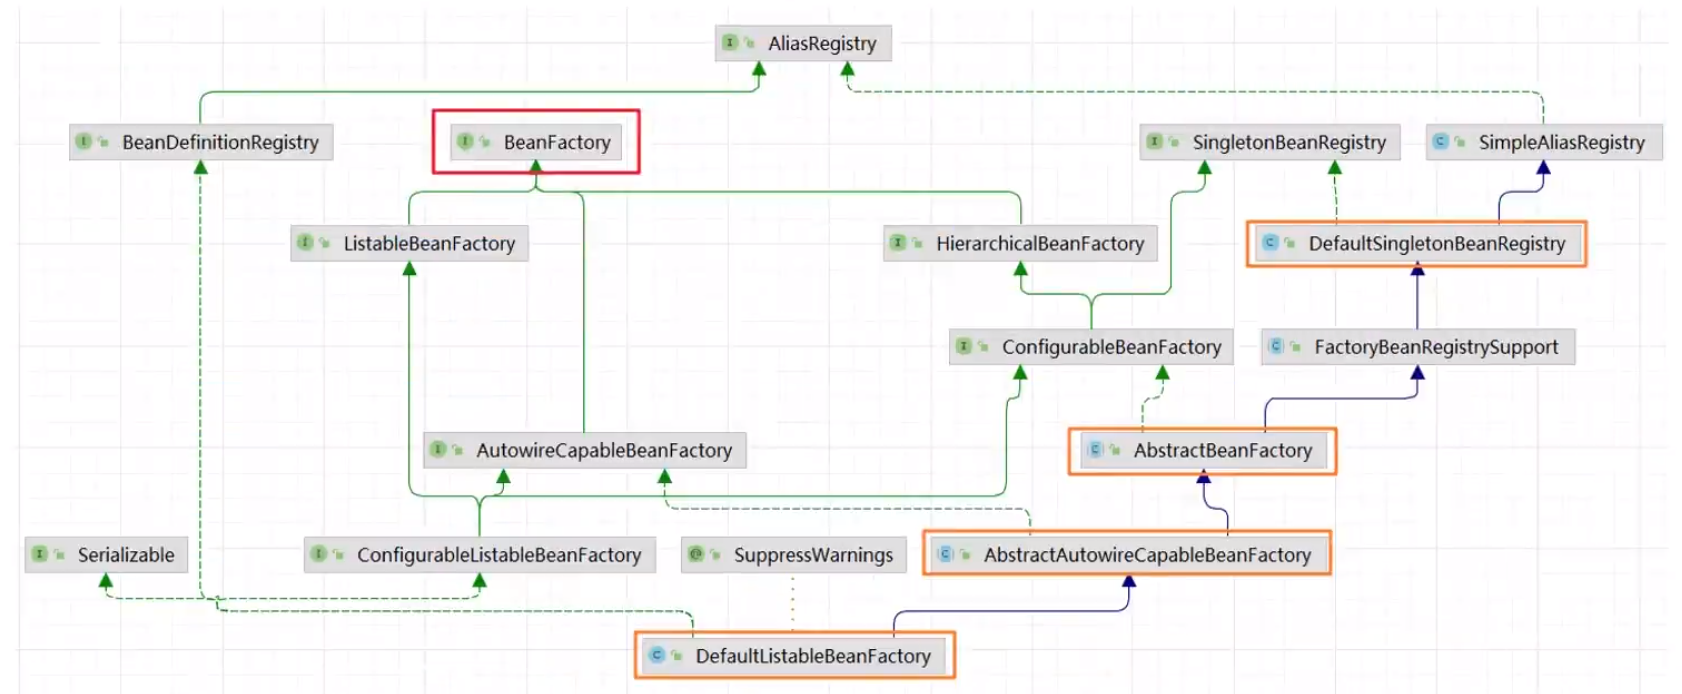 AliasRegistry
BeanDefinitionRegistry
BeanFactory
SingletonBeanRegistry
SimpleAliasRegistry
ListableBeanFactory
HierarchicalBeanFactory
DefaultSingletonBeanRegistry
ConfigurableBeanFactory
FactoryBeanRegistrySupport
AutowireCapableBeanFactory
AbstractBeanFactory
Serializable
ConfigurableListableBeanFactory
SuppressWarnings
AbstractAutowireCapableBeanFactory
DefaultListableBeanFactory